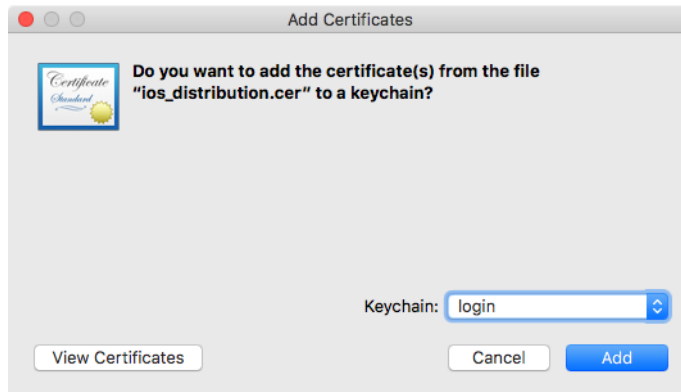 Add Certificates
Certificate
Standard
Do you want to add the certificate(s) from the file
“ios_distribution.cer“ to a keychain?
Keychain: login
View Certificates Cancel Add